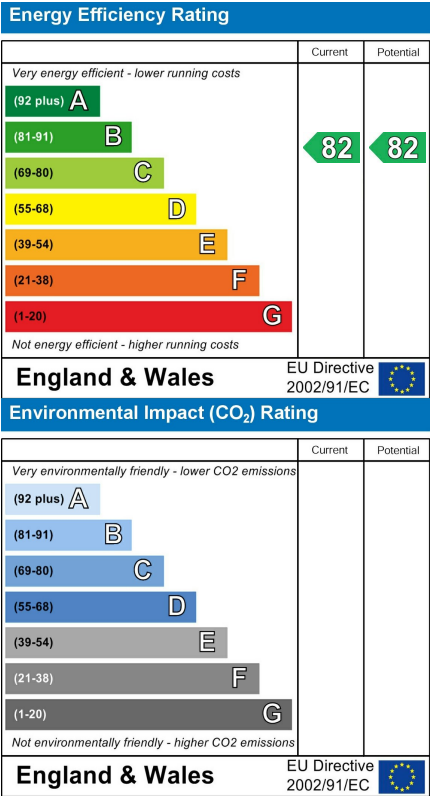 Energy Efficiency Rating
Current Potential
Very energy efficient - lower running costs
(92 plus) A
(81-91) B
82 82
(69-80) C
(55-68) D
(39-54) E
(21-38) F
(1-20) G
Not energy efficient - higher running costs
England & Wales
EU Directive
2002/91/EC
Environmental Impact (CO₂) Rating
Current Potential
Very environmentally friendly - lower CO2 emissions
(92 plus) A
(81-91) B
(69-80) C
(55-68) D
(39-54) E
(21-38) F
(1-20) G
Not environmentally friendly - higher CO2 emissions
England & Wales
EU Directive
2002/91/EC